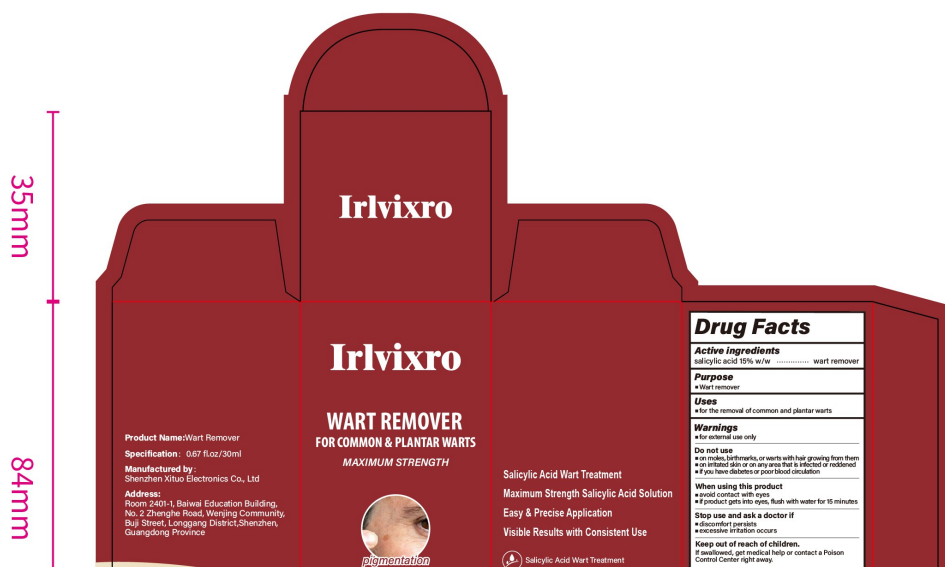 35mm
84mm
Irlvixro
Irlvixro
WART REMOVER
FOR COMMON & PLANTAR WARTS
MAXIMUM STRENGTH
pigmentation
Product Name:Wart Remover
Specification: 0.67 fl.oz/30ml
Manufactured by:
Shenzhen Xituo Electronics Co., Ltd
Address:
Room 2401-1, Baiwai Education Building,
No. 2 Zhenghe Road, Wenjing Community,
Buji Street, Longgang District,Shenzhen,
Guangdong Province
Salicylic Acid Wart Treatment
Maximum Strength Salicylic Acid Solution
Easy & Precise Application
Visible Results with Consistent Use
Salicylic Acid Wart Treatment
Drug Facts
Active ingredients
salicylic acid 15% w/w ·············· wart remover
Purpose
▪ Wart remover
Uses
▪ for the removal of common and plantar warts
Warnings
▪ for external use only
Do not use
▪ on moles, birthmarks, or warts with hair growing from them
▪ on irritated skin or on any area that is infected or reddened
▪ if you have diabetes or poor blood circulation
When using this product
▪ avoid contact with eyes
▪ if product gets into eyes, flush with water for 15 minutes
Stop use and ask a doctor if
▪ discomfort persists
▪ excessive irritation occurs
Keep out of reach of children.
If swallowed, get medical help or contact a Poison
Control Center right away.